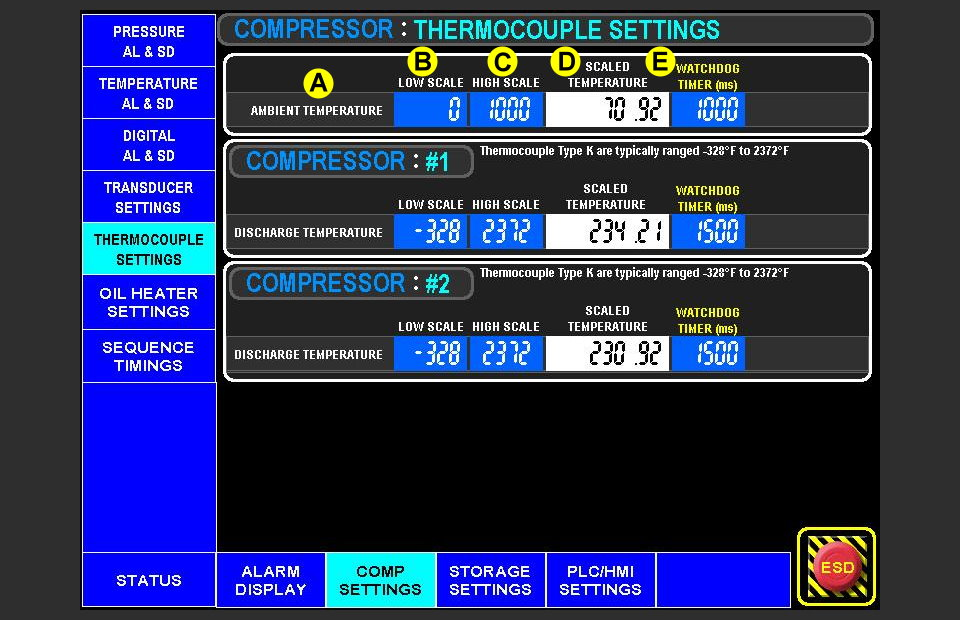 PRESSURE
AL & SD
TEMPERATURE
AL & SD
DIGITAL
AL & SD
TRANSDUCER
SETTINGS
THERMOCOUPLE
SETTINGS
OIL HEATER
SETTINGS
SEQUENCE
TIMINGS
COMPRESSOR : THERMOCOUPLE SETTINGS
A B C D E
LOW SCALE HIGH SCALE SCALED TEMPERATURE WATCHDOG TIMER (ms)
AMBIENT TEMPERATURE 0 1000 70.92 1000
COMPRESSOR : #1 Thermocouple Type K are typically ranged -328°F to 2372°F
LOW SCALE HIGH SCALE SCALED TEMPERATURE WATCHDOG TIMER (ms)
DISCHARGE TEMPERATURE -328 2372 234.21 1500
COMPRESSOR : #2 Thermocouple Type K are typically ranged -328°F to 2372°F
LOW SCALE HIGH SCALE SCALED TEMPERATURE WATCHDOG TIMER (ms)
DISCHARGE TEMPERATURE -328 2372 230.92 1500
STATUS
ALARM
DISPLAY
COMP
SETTINGS
STORAGE
SETTINGS
PLC/HMI
SETTINGS
ESD